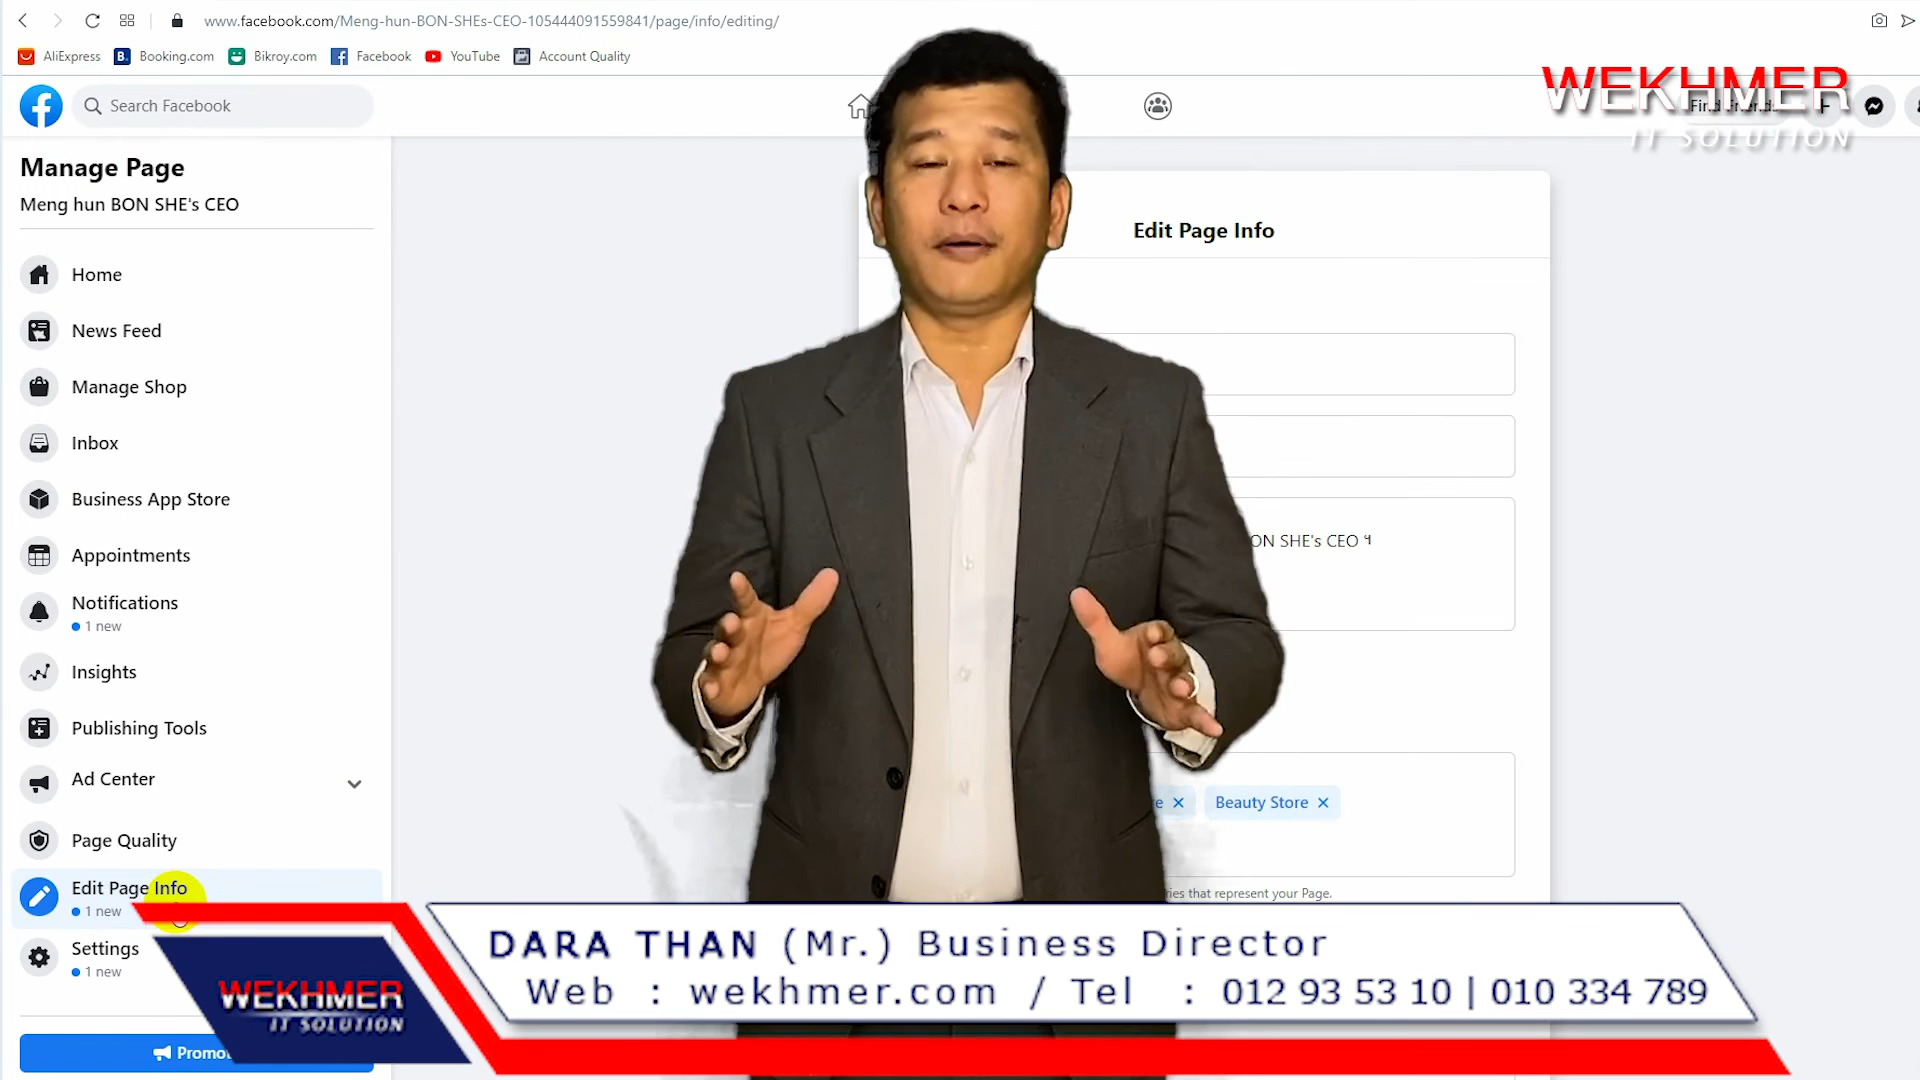 www.facebook.com/Meng-hun-BON-SHEs-CEO-105444091559841/page/info/editing/
AliExpress
Booking.com
Bikroy.com
Facebook
YouTube
Account Quality
Search Facebook
WEKHMER
IT SOLUTION
Manage Page
Meng hun BON SHE's CEO
Home
News Feed
Manage Shop
Inbox
Business App Store
Appointments
Notifications
1 new
Insights
Publishing Tools
Ad Center
Page Quality
Edit Page Info
1 new
Settings
1 new
Edit Page Info
BON SHE's CEO ។
Beauty Store
that represent your Page.
DARA THAN (Mr.) Business Director
Web : wekhmer.com / Tel : 012 93 53 10 | 010 334 789
WEKHMER
IT SOLUTION